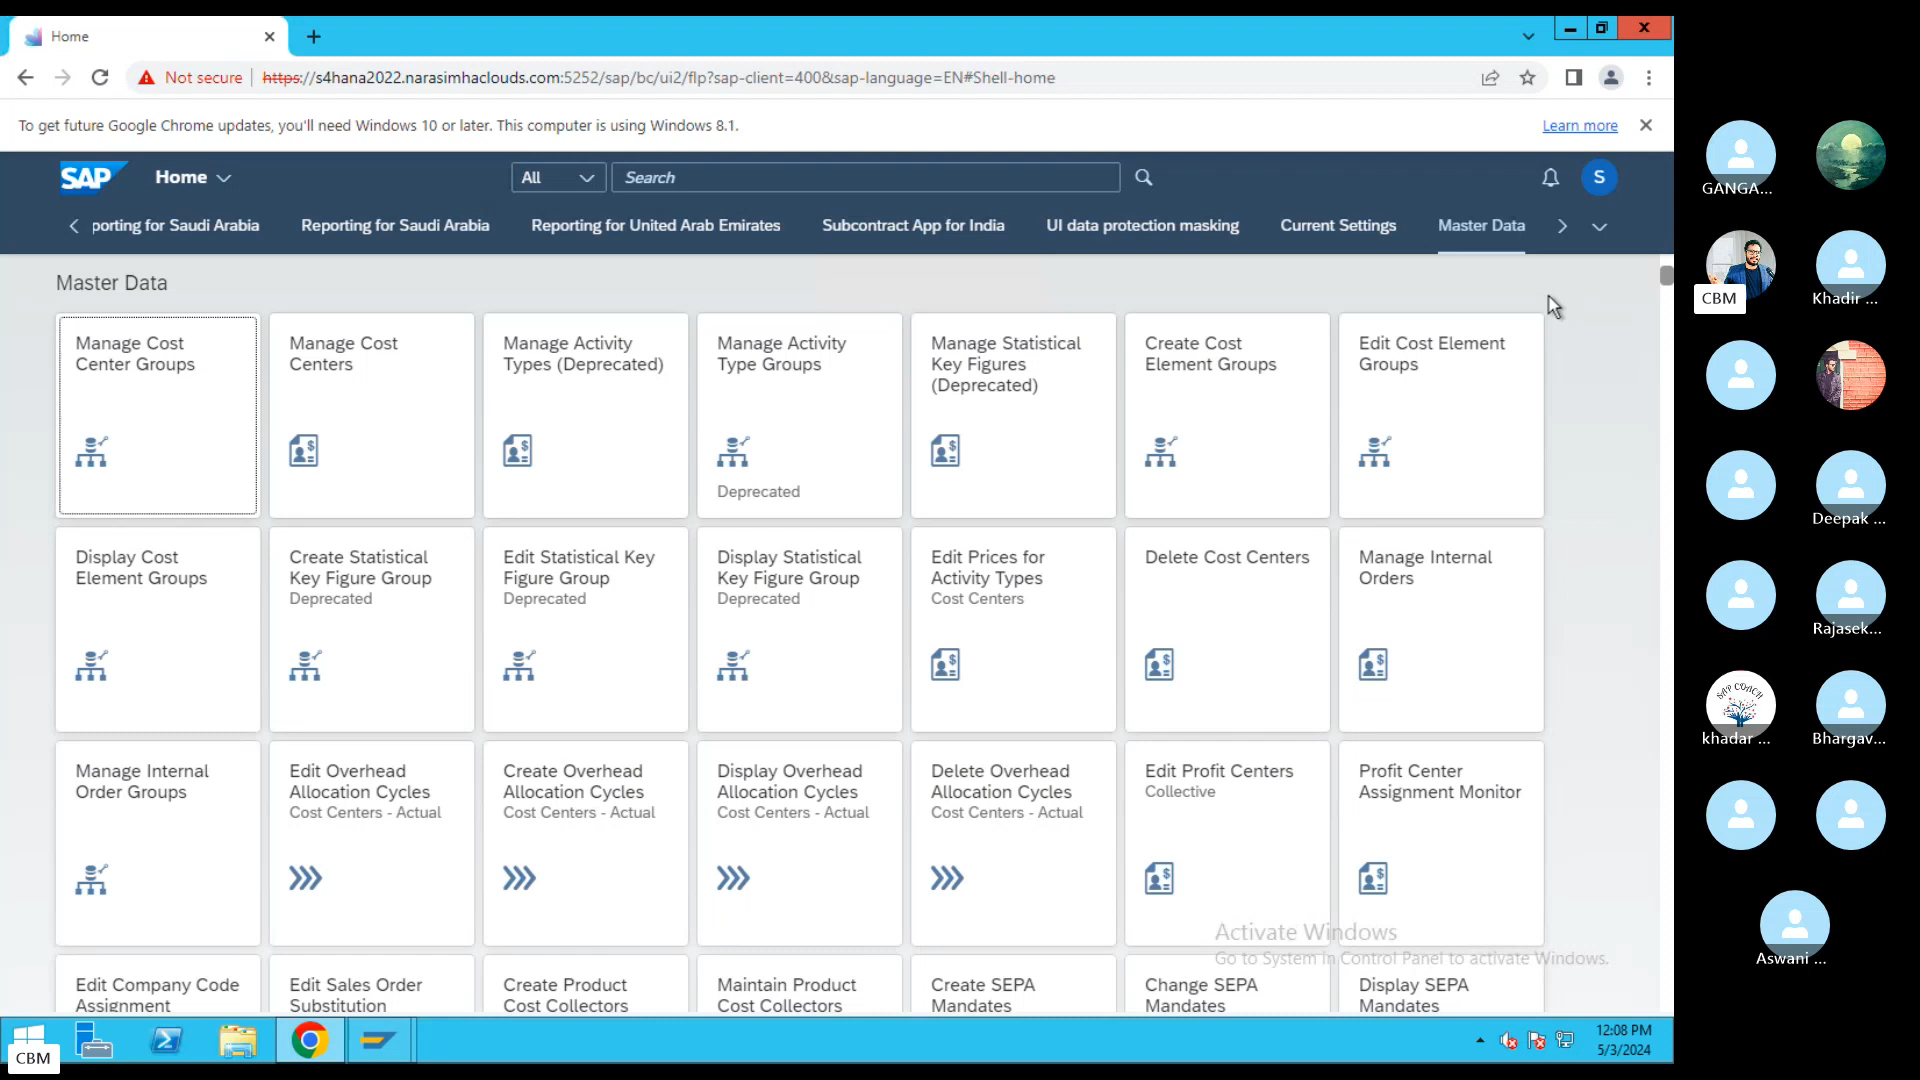 Home
Not secure
https://s4hana2022.narasimhaclouds.com:5252/sap/bc/ui2/flp?sap-client=400&sap-language=EN#Shell-home
To get future Google Chrome updates, you'll need Windows 10 or later. This computer is using Windows 8.1.
Learn more
SAP
Home
All
Search
S
porting for Saudi Arabia
Reporting for Saudi Arabia
Reporting for United Arab Emirates
Subcontract App for India
UI data protection masking
Current Settings
Master Data
Master Data
Manage Cost
Center Groups
Manage Cost
Centers
Manage Activity
Types (Deprecated)
Manage Activity
Type Groups
Deprecated
Manage Statistical
Key Figures
(Deprecated)
Create Cost
Element Groups
Edit Cost Element
Groups
Display Cost
Element Groups
Create Statistical
Key Figure Group
Deprecated
Edit Statistical Key
Figure Group
Deprecated
Display Statistical
Key Figure Group
Deprecated
Edit Prices for
Activity Types
Cost Centers
Delete Cost Centers
Manage Internal
Orders
Manage Internal
Order Groups
Edit Overhead
Allocation Cycles
Cost Centers - Actual
Create Overhead
Allocation Cycles
Cost Centers - Actual
Display Overhead
Allocation Cycles
Cost Centers - Actual
Delete Overhead
Allocation Cycles
Cost Centers - Actual
Edit Profit Centers
Collective
Profit Center
Assignment Monitor
Activate Windows
Go to System in Control Panel to activate Windows.
Edit Company Code
Assignment
Edit Sales Order
Substitution
Create Product
Cost Collectors
Maintain Product
Cost Collectors
Create SEPA
Mandates
Change SEPA
Mandates
Display SEPA
Mandates
CBM
12:08 PM
5/3/2024
GANGA...
CBM
Khadir ...
Deepak ...
Rajasek...
SAP COACH
khadar ...
Bhargav...
Aswani ...